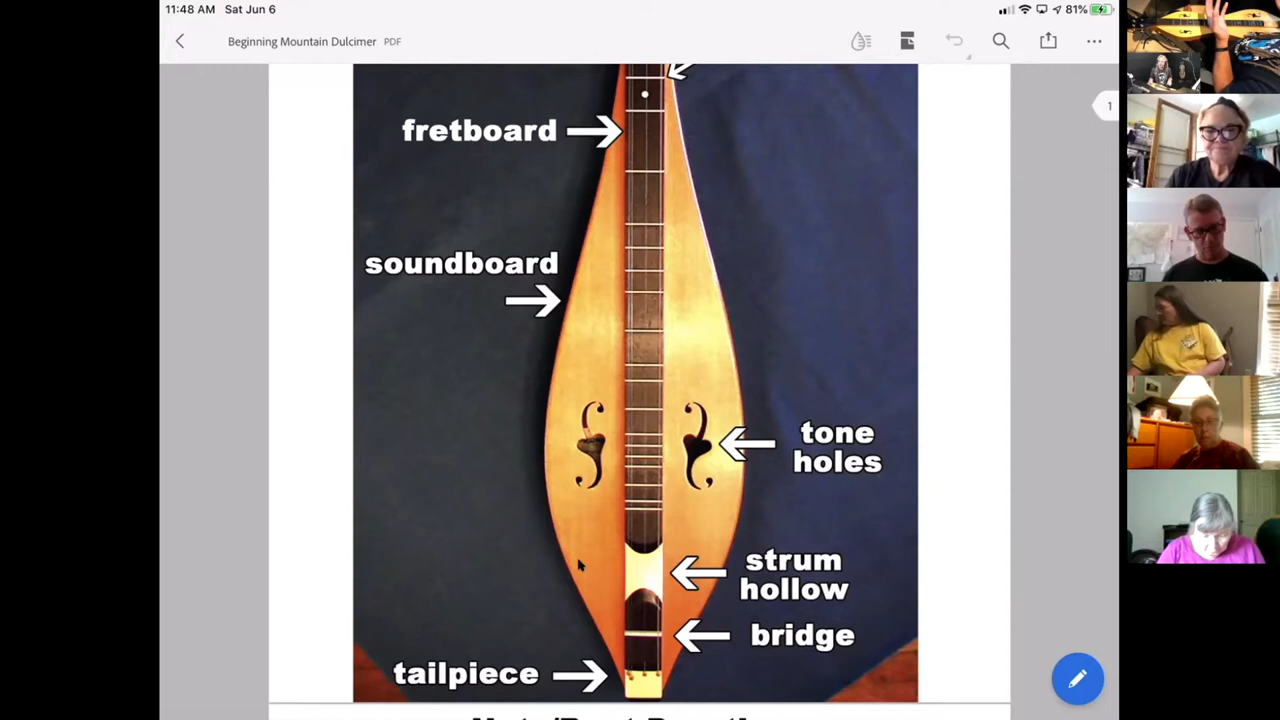 11:48 AM Sat Jun 6
81%
Beginning Mountain Dulcimer PDF
1
fretboard
soundboard
tone
holes
strum
hollow
bridge
tailpiece